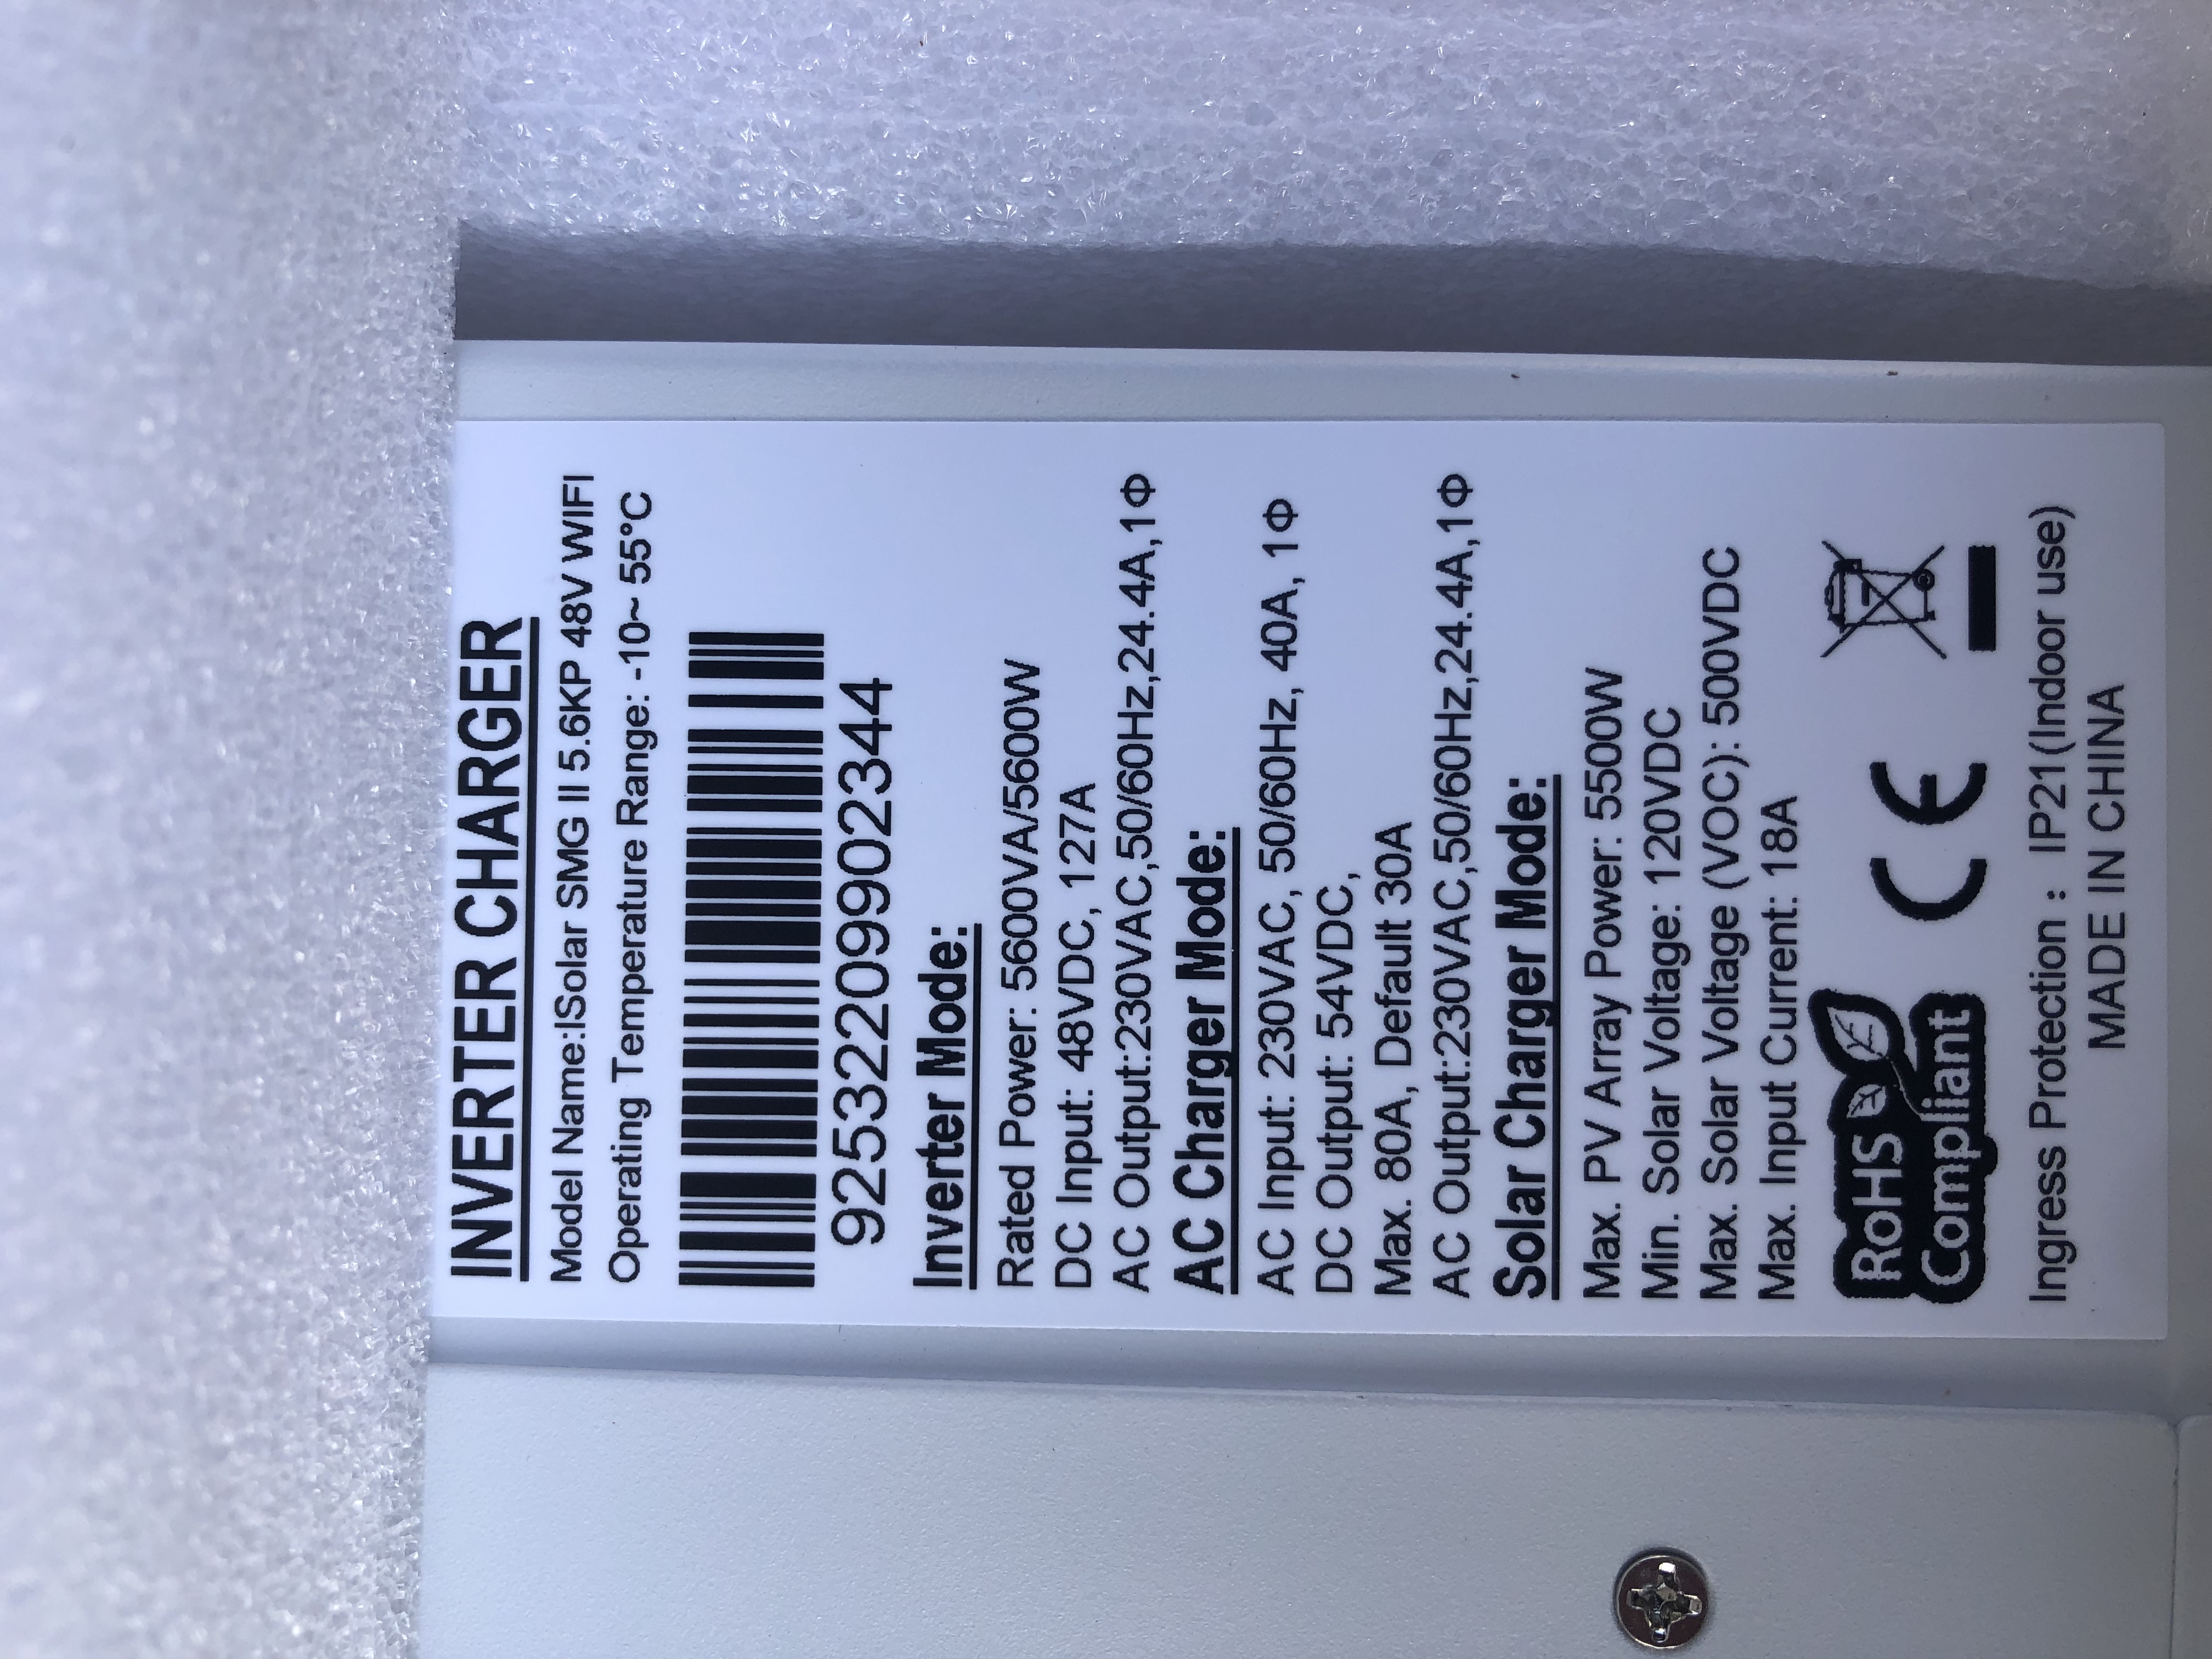 INVERTER CHARGER
Model Name:ISolar SMG II 5.6KP 48V WIFI
Operating Temperature Range: -10~ 55°C
92532209902344
Inverter Mode:
Rated Power: 5600VA/5600W
DC Input: 48VDC, 127A
AC Output:230VAC,50/60Hz,24.4A,1Φ
AC Charger Mode:
AC Input: 230VAC, 50/60Hz, 40A, 1Φ
DC Output: 54VDC,
Max. 80A, Default 30A
AC Output:230VAC,50/60Hz,24.4A,1Φ
Solar Charger Mode:
Max. PV Array Power: 5500W
Min. Solar Voltage: 120VDC
Max. Solar Voltage (VOC): 500VDC
Max. Input Current: 18A
RoHS
Compliant
CE
Ingress Protection：IP21(Indoor use)
MADE IN CHINA